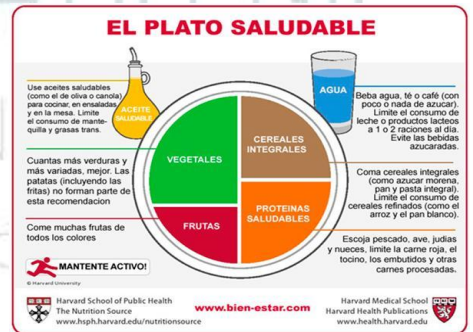 EL PLATO SALUDABLE
Use aceites saludables
(como el de oliva o canola)
para cocinar, en ensaladas
y en la mesa. Limite
el consumo de mante-
quilla y grasas trans.
ACEITE
SALUDABLE
AGUA
Beba agua, té o café (con
poco o nada de azucar).
Limite el consumo de
leche o productos lacteos
a 1 o 2 raciones al día.
Evite las bebidas
azucaradas.
VEGETALES
CEREALES
INTEGRALES
FRUTAS
PROTEINAS
SALUDABLES
Cuantas más verduras y
más variadas, mejor. Las
patatas (incluyendo las
fritas) no forman parte de
esta recomendacion
Coma cereales integrales
(como azucar morena,
pan y pasta integral).
Limite el consumo de
cereales refinados (como el
arroz y el pan blanco).
Come muchas frutas de
todos los colores
Escoja pescado, ave, judias
y nueces, limite la carne roja, el
tocino, los embutidos y otras
carnes procesadas.
MANTENTE ACTIVO!
© Harvard University
Harvard School of Public Health
The Nutrition Source
www.hsph.harvard.edu/nutritionsource
www.bien-estar.com
Harvard Medical School
Harvard Health Publications
www.health.harvard.edu